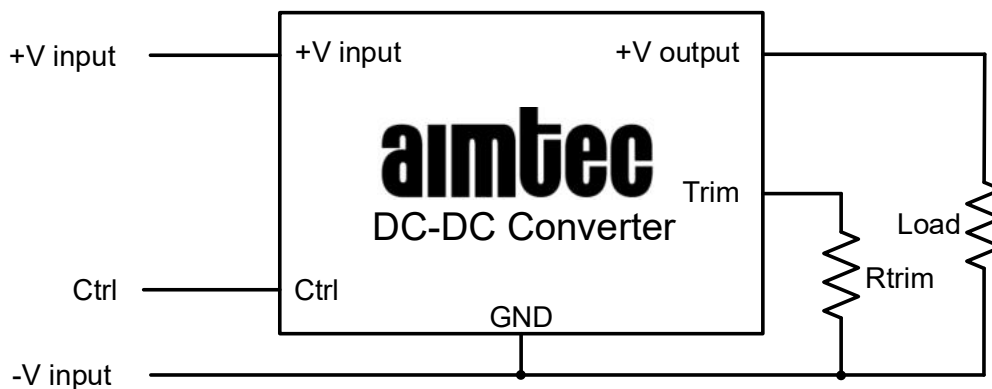 +V input
+V input
+V output
aimtec
DC-DC Converter
Trim
Load
Rtrim
Ctrl
Ctrl
GND
-V input